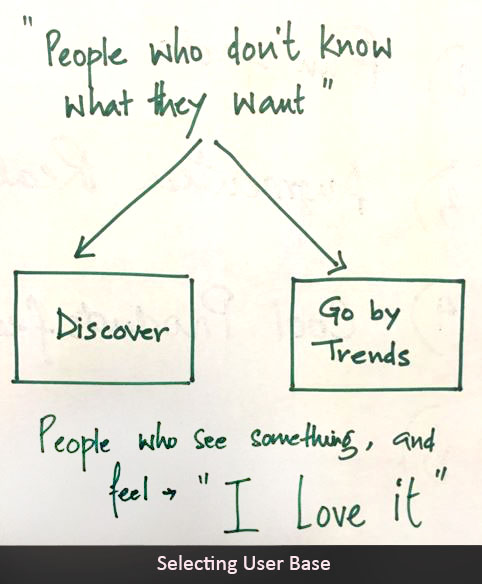 "People who don't know
what they want"
Discover
Go by
Trends
People who see something, and
feel → "I Love it"
Selecting User Base